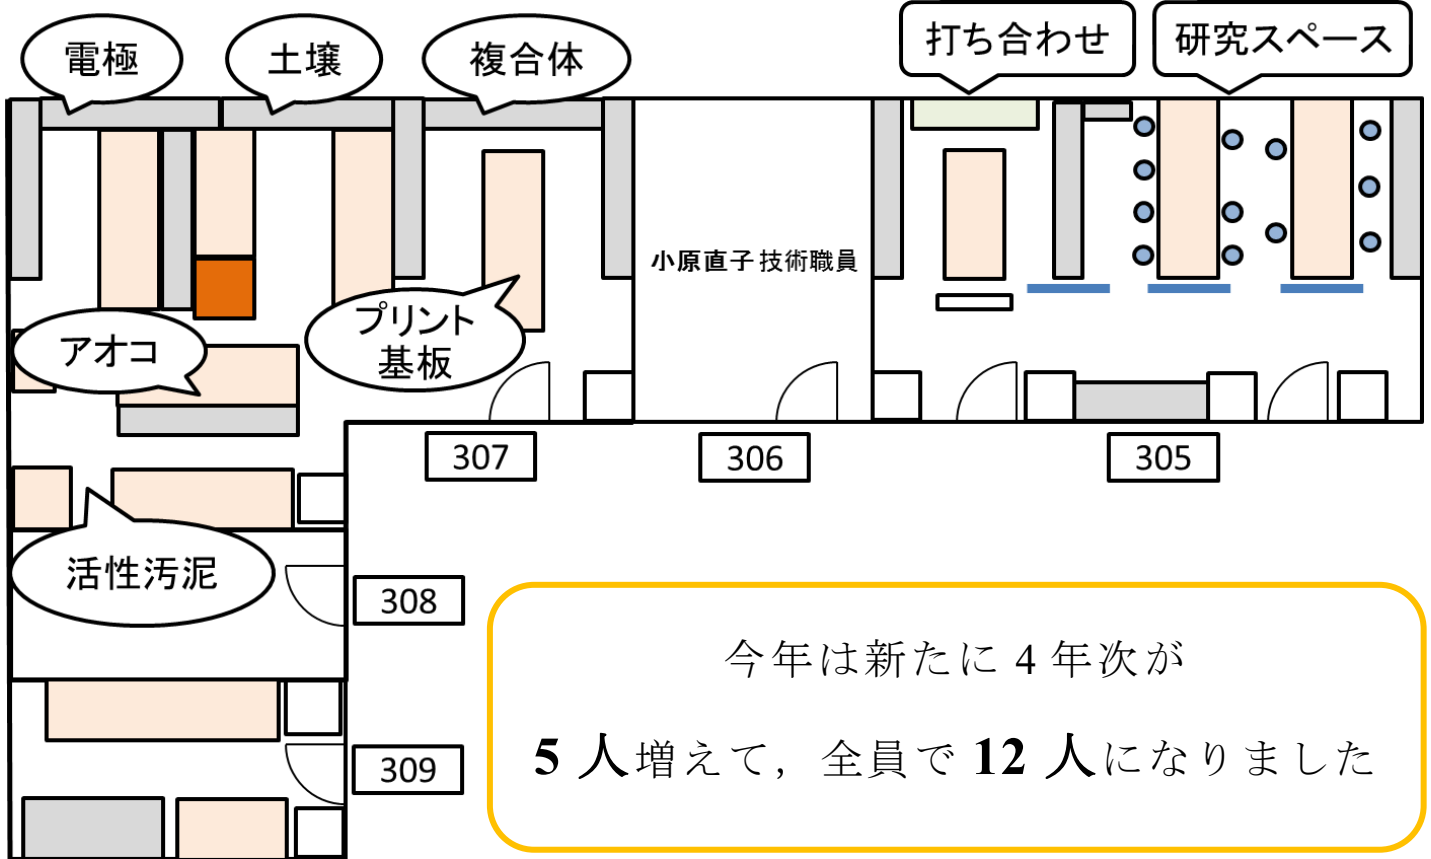 電極
土壌
複合体
打ち合わせ
研究スペース
小原直子 技術職員
アオコ
プリント
基板
307
306
305
活性汚泥
308
309
今年は新たに 4 年次が
5 人増えて，全員で 12 人になりました